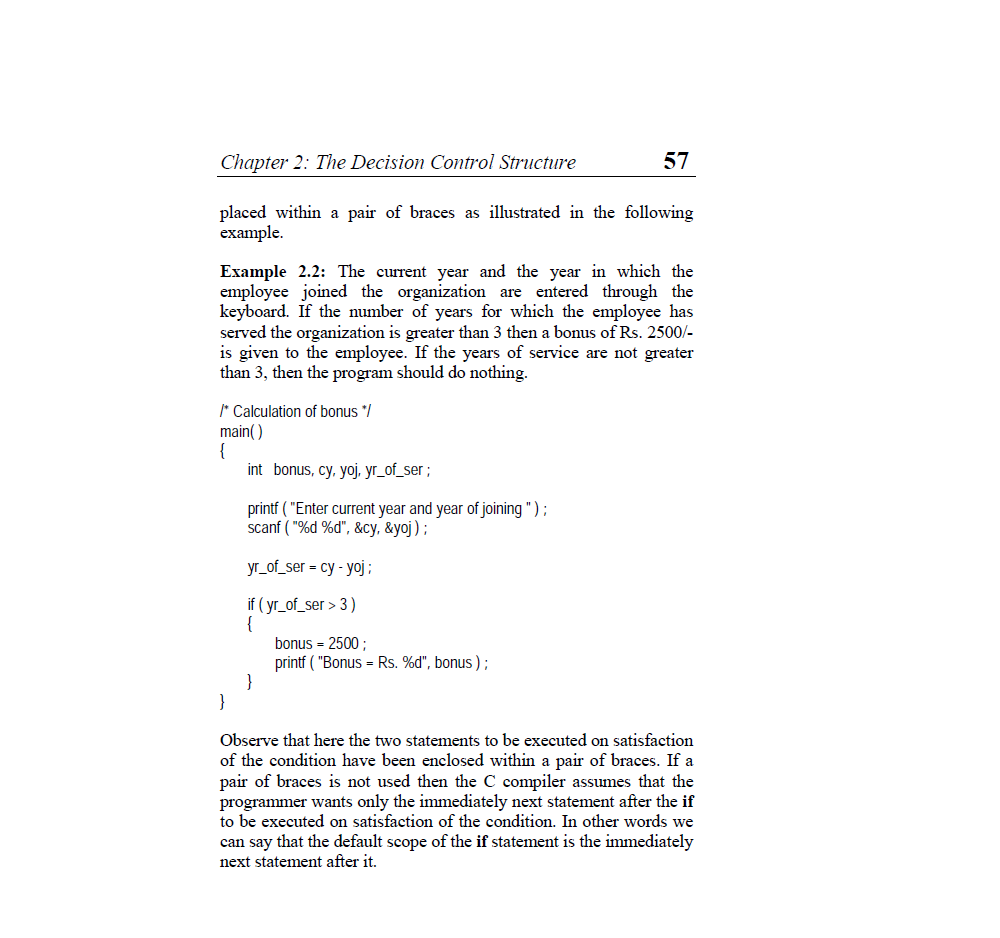 Chapter 2: The Decision Control Structure 57
placed within a pair of braces as illustrated in the following
example.
Example 2.2: The current year and the year in which the
employee joined the organization are entered through the
keyboard. If the number of years for which the employee has
served the organization is greater than 3 then a bonus of Rs. 2500/-
is given to the employee. If the years of service are not greater
than 3, then the program should do nothing.
/* Calculation of bonus */
main( )
{
int bonus, cy, yoj, yr_of_ser ;
printf ( "Enter current year and year of joining " ) ;
scanf ( "%d %d", &cy, &yoj ) ;
yr_of_ser = cy - yoj ;
if ( yr_of_ser > 3 )
{
bonus = 2500 ;
printf ( "Bonus = Rs. %d", bonus ) ;
}
}
Observe that here the two statements to be executed on satisfaction
of the condition have been enclosed within a pair of braces. If a
pair of braces is not used then the C compiler assumes that the
programmer wants only the immediately next statement after the if
to be executed on satisfaction of the condition. In other words we
can say that the default scope of the if statement is the immediately
next statement after it.